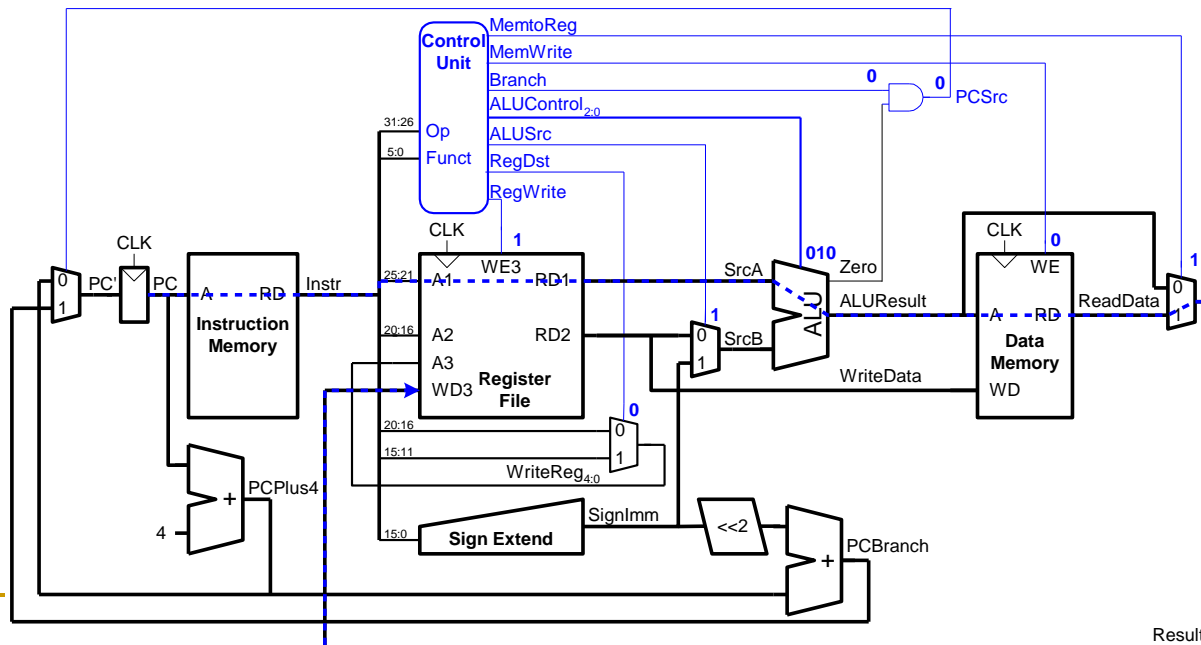 MemtoReg
Control Unit
MemWrite
Branch
0
0
PCSrc
ALUControl2:0
31:26
Op
ALUSrc
5:0
Funct
RegDst
RegWrite
CLK
CLK
CLK
1
010
0
1
0
1
PC'
PC
A
RD
Instr
25:21
A1
WE3
RD1
SrcA
Zero
WE
0
1
Instruction Memory
ALU
ALUResult
A
RD
ReadData
20:16
A2
RD2
1
0
1
SrcB
Data Memory
A3
WD3
Register File
WriteData
WD
0
20:16
0
15:11
1
WriteReg4:0
PCPlus4
+
4
SignImm
15:0
Sign Extend
<<2
+
PCBranch
Result